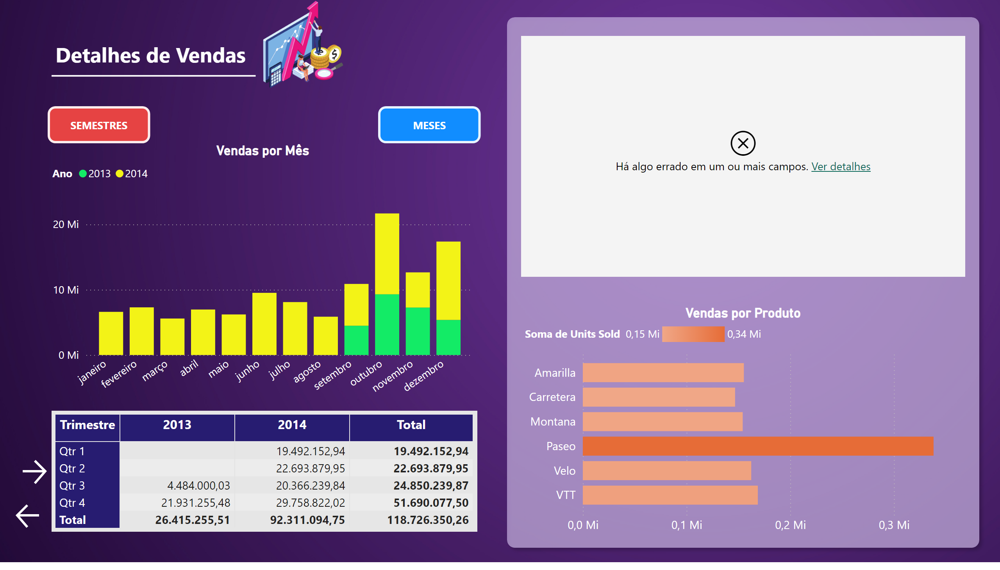 Detalhes de Vendas
SEMESTRES
MESES
Vendas por Mês
Ano 2013 2014
20 Mi
10 Mi
0 Mi
janeiro fevereiro março abril maio junho julho agosto setembro outubro novembro dezembro
Trimestre 2013 2014 Total
Qtr 1 19.492.152,94 19.492.152,94
Qtr 2 22.693.879,95 22.693.879,95
Qtr 3 4.484.000,03 20.366.239,84 24.850.239,87
Qtr 4 21.931.255,48 29.758.822,02 51.690.077,50
Total 26.415.255,51 92.311.094,75 118.726.350,26
Há algo errado em um ou mais campos. Ver detalhes
Vendas por Produto
Soma de Units Sold 0,15 Mi 0,34 Mi
Amarilla
Carretera
Montana
Paseo
Velo
VTT
0,0 Mi 0,1 Mi 0,2 Mi 0,3 Mi